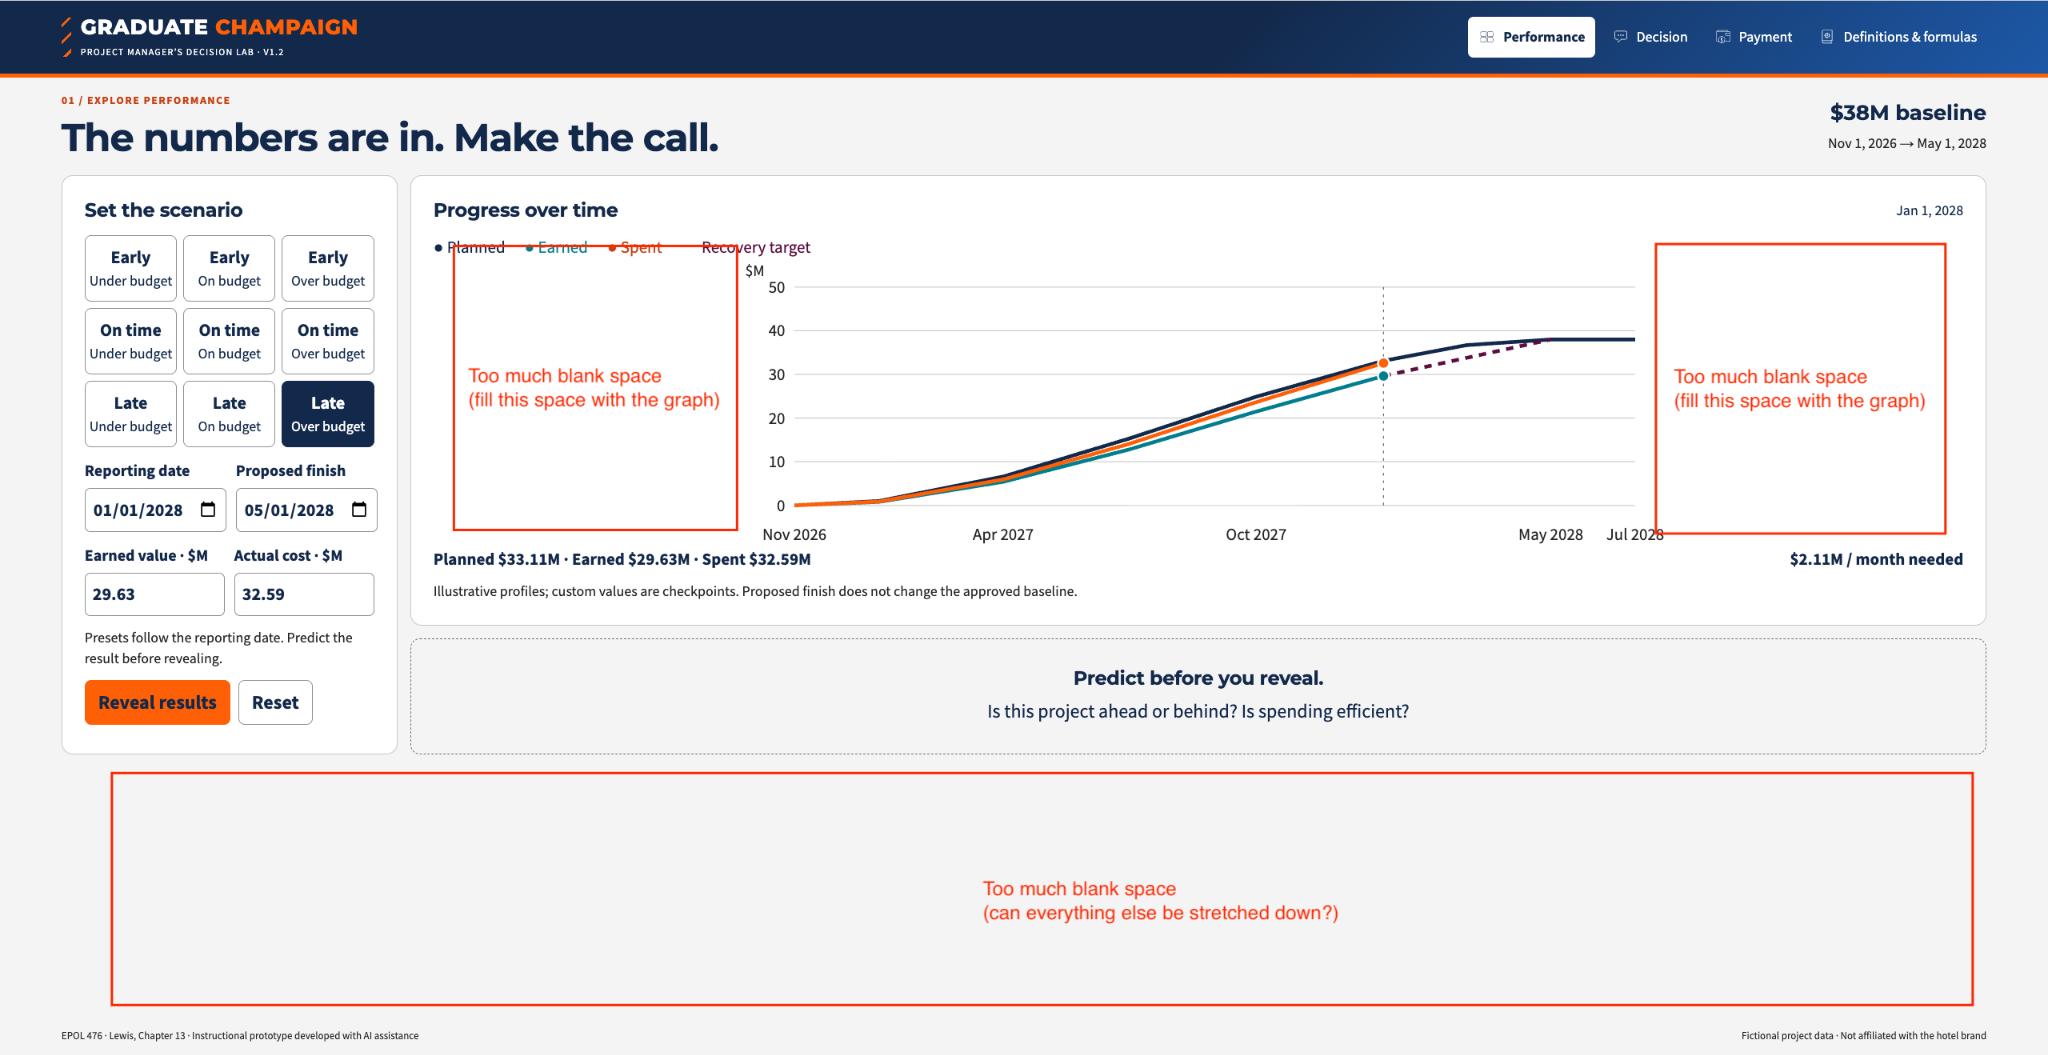 GRADUATE CHAMPAIGN
PROJECT MANAGER'S DECISION LAB · V1.2
Performance
Decision
Payment
Definitions & formulas
01 / EXPLORE PERFORMANCE
The numbers are in. Make the call.
$38M baseline
Nov 1, 2026 → May 1, 2028
Set the scenario
Early Early Early
Under budget On budget Over budget
On time On time On time
Under budget On budget Over budget
Late Late Late
Under budget On budget Over budget
Reporting date Proposed finish
01/01/2028 05/01/2028
Earned value · $M Actual cost · $M
29.63 32.59
Presets follow the reporting date. Predict the
result before revealing.
Reveal results Reset
Progress over time
Jan 1, 2028
Planned Earned Spent Recovery target
$M
50
40
30
20
10
0
Nov 2026 Apr 2027 Oct 2027 May 2028 Jul 2028
Too much blank space
(fill this space with the graph)
Too much blank space
(fill this space with the graph)
Planned $33.11M · Earned $29.63M · Spent $32.59M
$2.11M / month needed
Illustrative profiles; custom values are checkpoints. Proposed finish does not change the approved baseline.
Predict before you reveal.
Is this project ahead or behind? Is spending efficient?
Too much blank space
(can everything else be stretched down?)
EPOL 476 · Lewis, Chapter 13 · Instructional prototype developed with AI assistance
Fictional project data · Not affiliated with the hotel brand